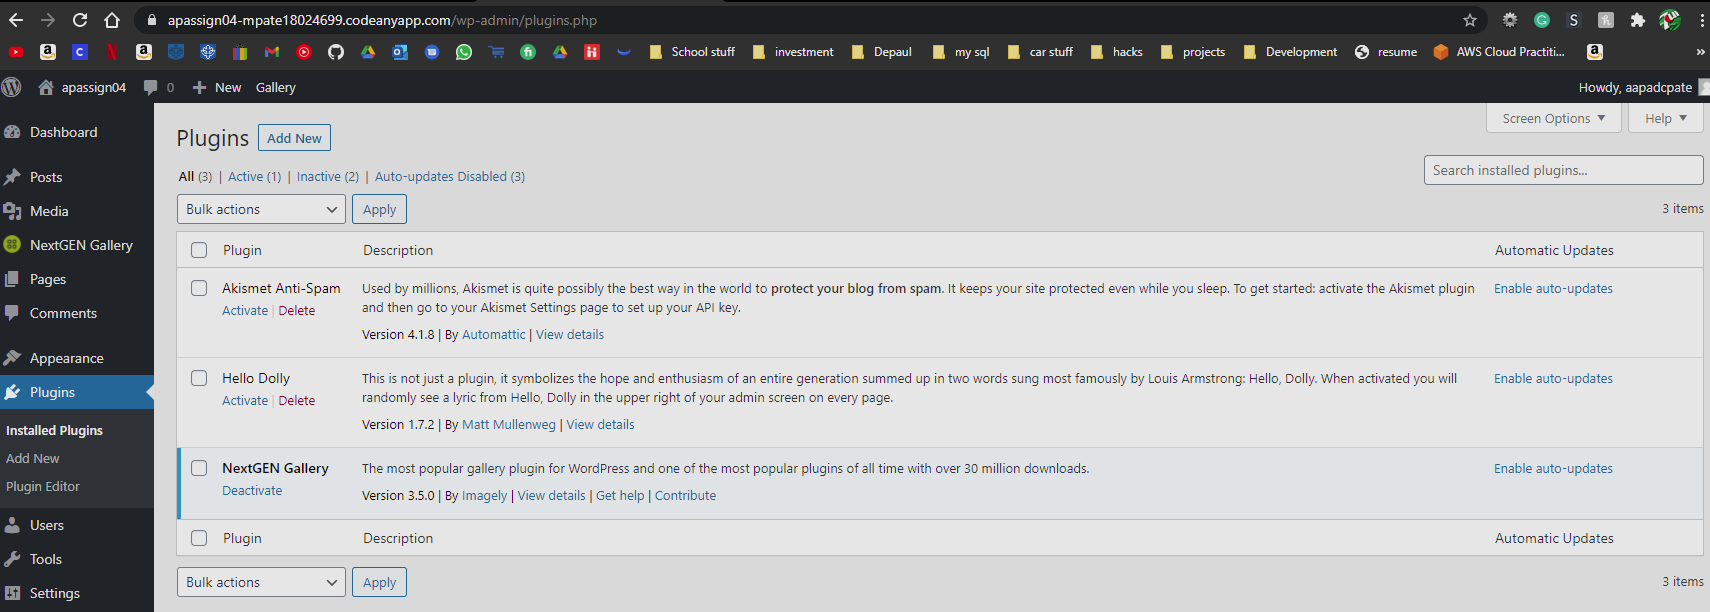 apassign04-mpate18024699.codeanyapp.com/wp-admin/plugins.php
School stuff investment Depaul my sql car stuff hacks projects Development resume AWS Cloud Practiti... »
apassign04 0 + New Gallery Howdy, aapadcpate
Dashboard
Posts
Media
NextGEN Gallery
Pages
Comments
Appearance
Plugins
Installed Plugins
Add New
Plugin Editor
Users
Tools
Settings
Screen Options ▼ Help ▼
Plugins Add New
All (3) | Active (1) | Inactive (2) | Auto-updates Disabled (3)
Search installed plugins...
Bulk actions Apply
3 items
Plugin Description Automatic Updates
Akismet Anti-Spam
Activate | Delete
Used by millions, Akismet is quite possibly the best way in the world to protect your blog from spam. It keeps your site protected even while you sleep. To get started: activate the Akismet plugin
and then go to your Akismet Settings page to set up your API key.
Version 4.1.8 | By Automattic | View details
Enable auto-updates
Hello Dolly
Activate | Delete
This is not just a plugin, it symbolizes the hope and enthusiasm of an entire generation summed up in two words sung most famously by Louis Armstrong: Hello, Dolly. When activated you will
randomly see a lyric from Hello, Dolly in the upper right of your admin screen on every page.
Version 1.7.2 | By Matt Mullenweg | View details
Enable auto-updates
NextGEN Gallery
Deactivate
The most popular gallery plugin for WordPress and one of the most popular plugins of all time with over 30 million downloads.
Version 3.5.0 | By Imagely | View details | Get help | Contribute
Enable auto-updates
Plugin Description Automatic Updates
Bulk actions Apply
3 items